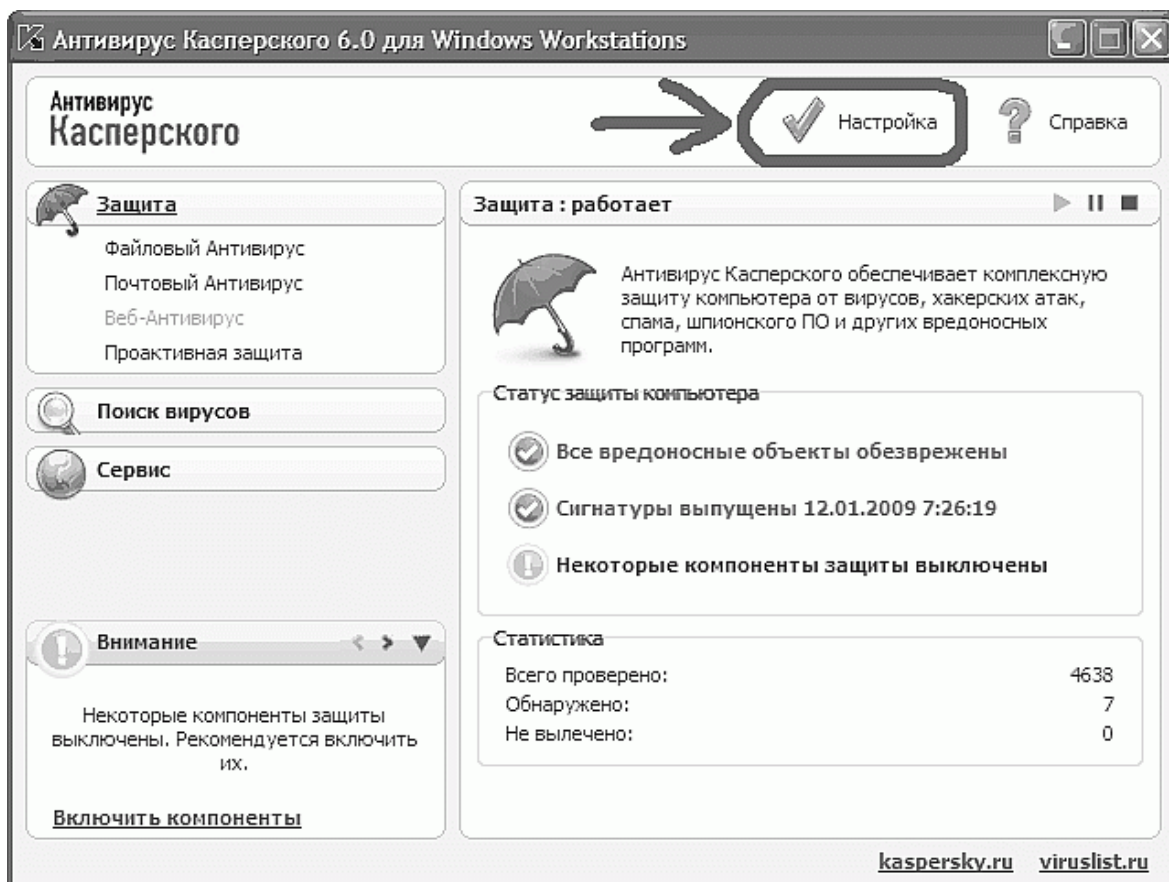 Антивирус Касперского 6.0 для Windows Workstations
Антивирус
Касперского
Настройка
Справка
Защита
Файловый Антивирус
Почтовый Антивирус
Веб-Антивирус
Проактивная защита
Поиск вирусов
Сервис
Внимание
Некоторые компоненты защиты
выключены. Рекомендуется включить
их.
Включить компоненты
Защита : работает
Антивирус Касперского обеспечивает комплексную
защиту компьютера от вирусов, хакерских атак,
спама, шпионского ПО и других вредоносных
программ.
Статус защиты компьютера
Все вредоносные объекты обезврежены
Сигнатуры выпущены 12.01.2009 7:26:19
Некоторые компоненты защиты выключены
Статистика
Всего проверено: 4638
Обнаружено: 7
Не вылечено: 0
kaspersky.ru viruslist.ru